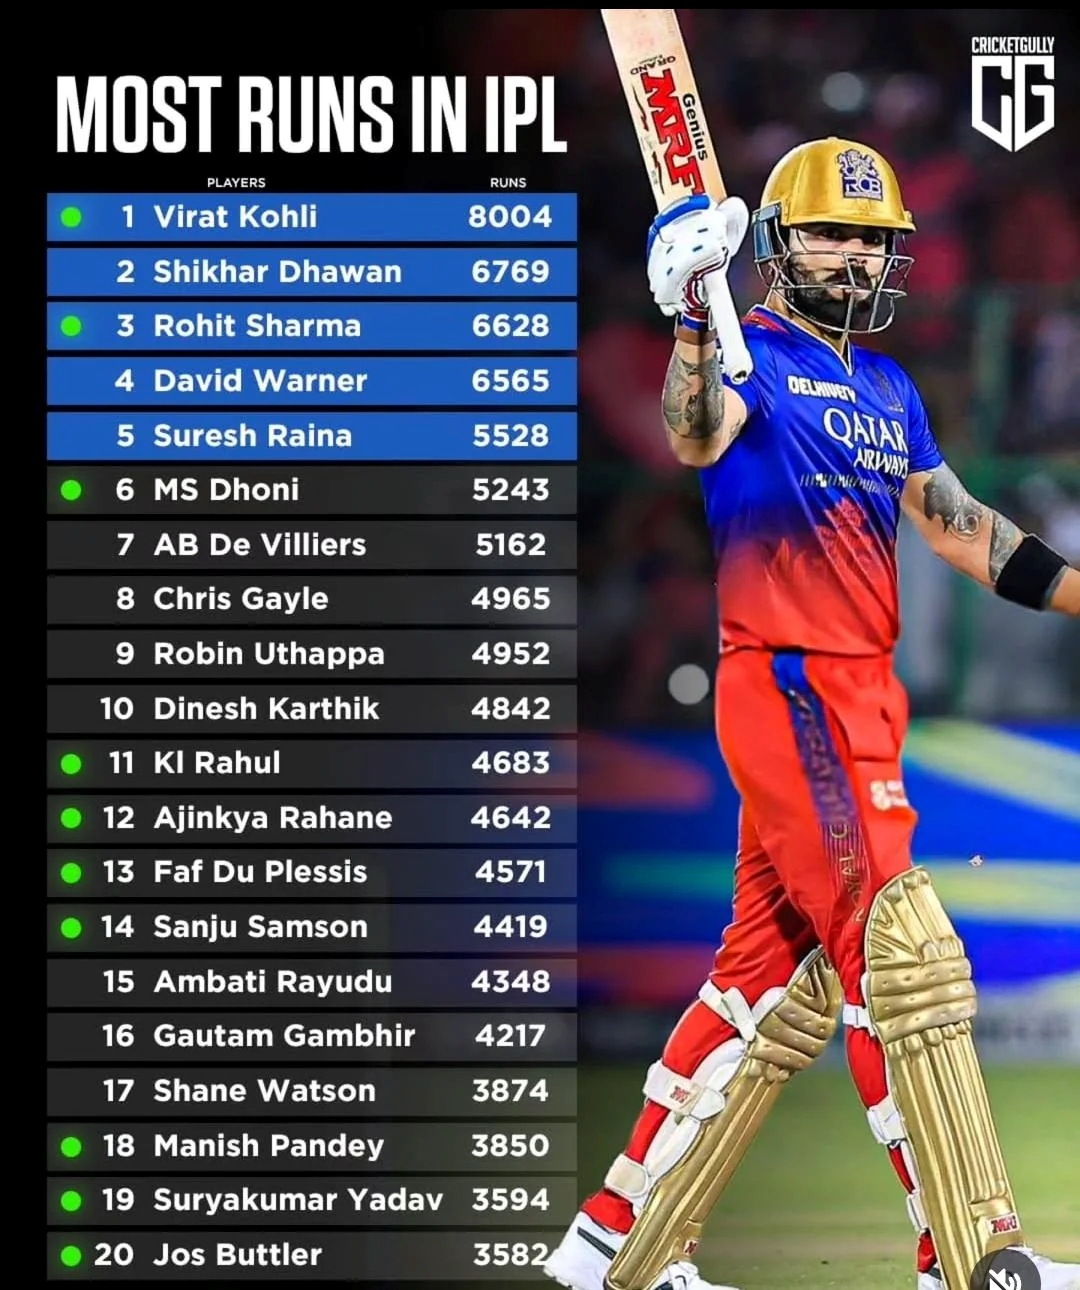 CRICKETGULLY
CG
MOST RUNS IN IPL
PLAYERS RUNS
1 Virat Kohli 8004
2 Shikhar Dhawan 6769
3 Rohit Sharma 6628
4 David Warner 6565
5 Suresh Raina 5528
6 MS Dhoni 5243
7 AB De Villiers 5162
8 Chris Gayle 4965
9 Robin Uthappa 4952
10 Dinesh Karthik 4842
11 Kl Rahul 4683
12 Ajinkya Rahane 4642
13 Faf Du Plessis 4571
14 Sanju Samson 4419
15 Ambati Rayudu 4348
16 Gautam Gambhir 4217
17 Shane Watson 3874
18 Manish Pandey 3850
19 Suryakumar Yadav 3594
20 Jos Buttler 3582
GRAND
MRF
Genius
RCB
DELHIVERY
QATAR
AIRWAYS
MRF